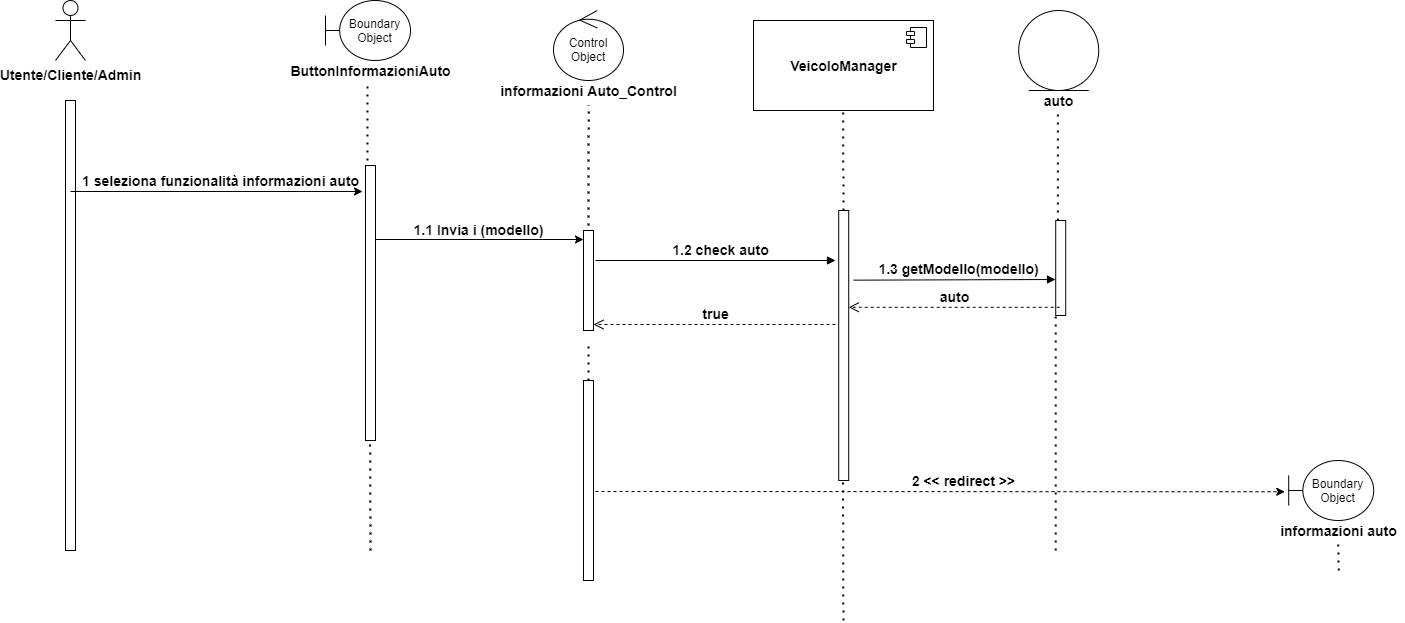 Boundary
Object
Control
Object
VeicoloManager
Utente/Cliente/Admin
ButtonInformazioniAuto
informazioni Auto_Control
auto
1 seleziona funzionalità informazioni auto
1.1 Invia i (modello)
1.2 check auto
1.3 getModello(modello)
auto
true
2 << redirect >>
Boundary
Object
informazioni auto